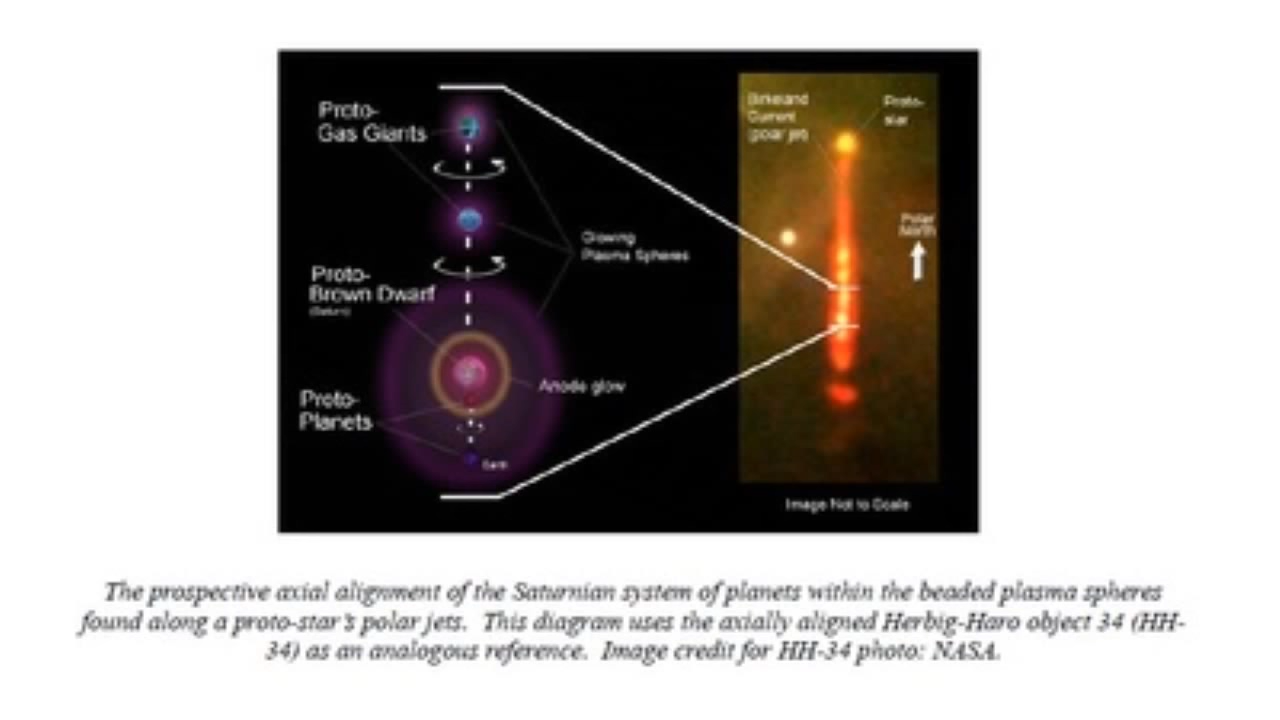 Proto-
Gas Giants
Proto-
Brown Dwarf
(Saturn)
Proto-
Planets
Glowing
Plasma Spheres
Anode glow
Earth
Birkeland
Current
(polar jet)
Proto-
star
Polar
North
Image Not to Scale
The prospective axial alignment of the Saturnian system of planets within the beaded plasma spheres
found along a proto-star's polar jets. This diagram uses the axially aligned Herbig-Haro object 34 (HH-
34) as an analogous reference. Image credit for HH-34 photo: NASA.